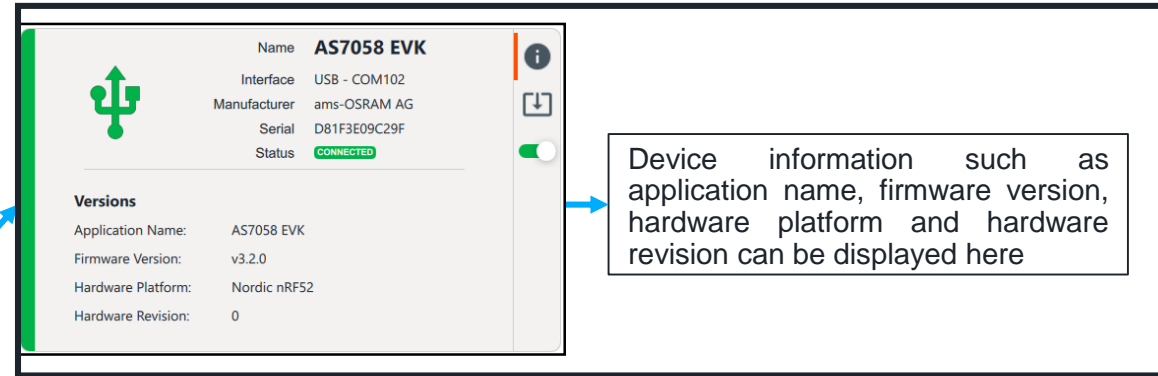 Name AS7058 EVK
Interface USB - COM102
Manufacturer ams-OSRAM AG
Serial D81F3E09C29F
Status CONNECTED
Versions
Application Name: AS7058 EVK
Firmware Version: v3.2.0
Hardware Platform: Nordic nRF52
Hardware Revision: 0
Device information such as
application name, firmware version,
hardware platform and hardware
revision can be displayed here